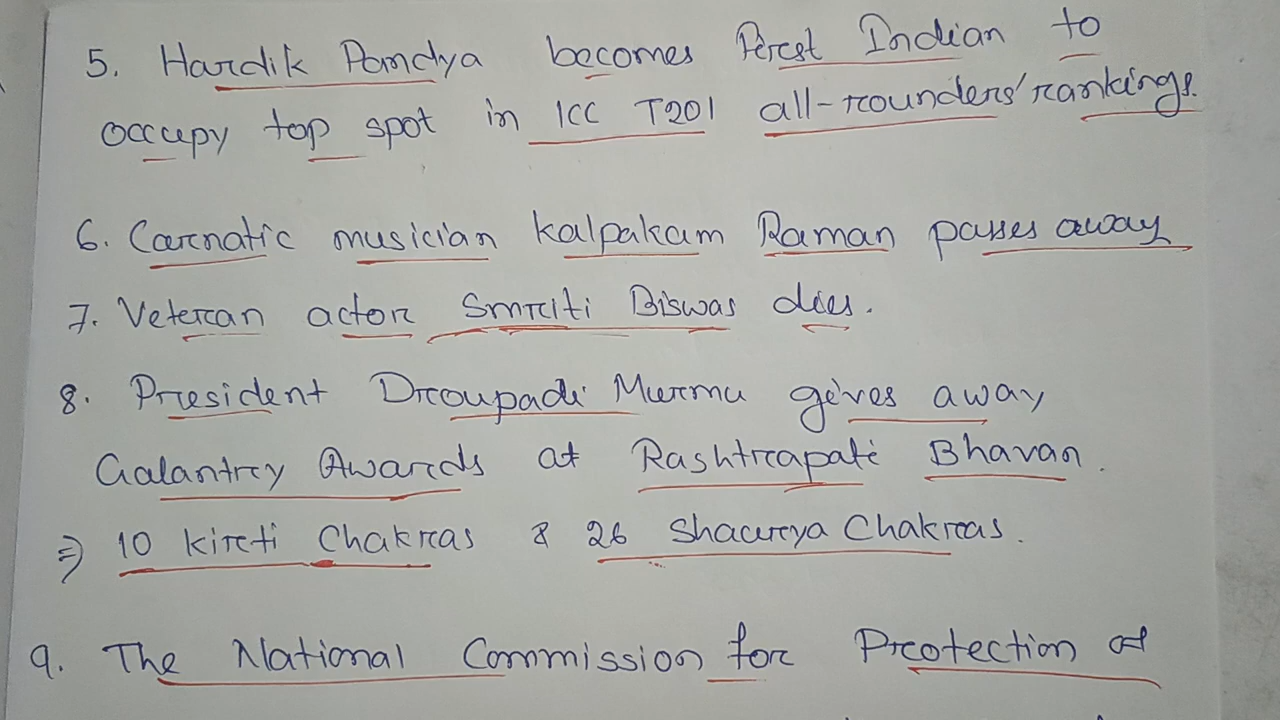 5. Hardik Pandya becomes First Indian to
occupy top spot in ICC T20I all-rounders' rankings.
6. Carnatic musician kalpakam Raman passes away
7. Veteran actor Smriti Biswas dies.
8. President Droupadi Murmu gives away
Galantry Awards at Rashtrapati Bhavan.
⇒ 10 kirti Chakras & 26 Shaurya Chakras.
9. The National Commission for Protection of